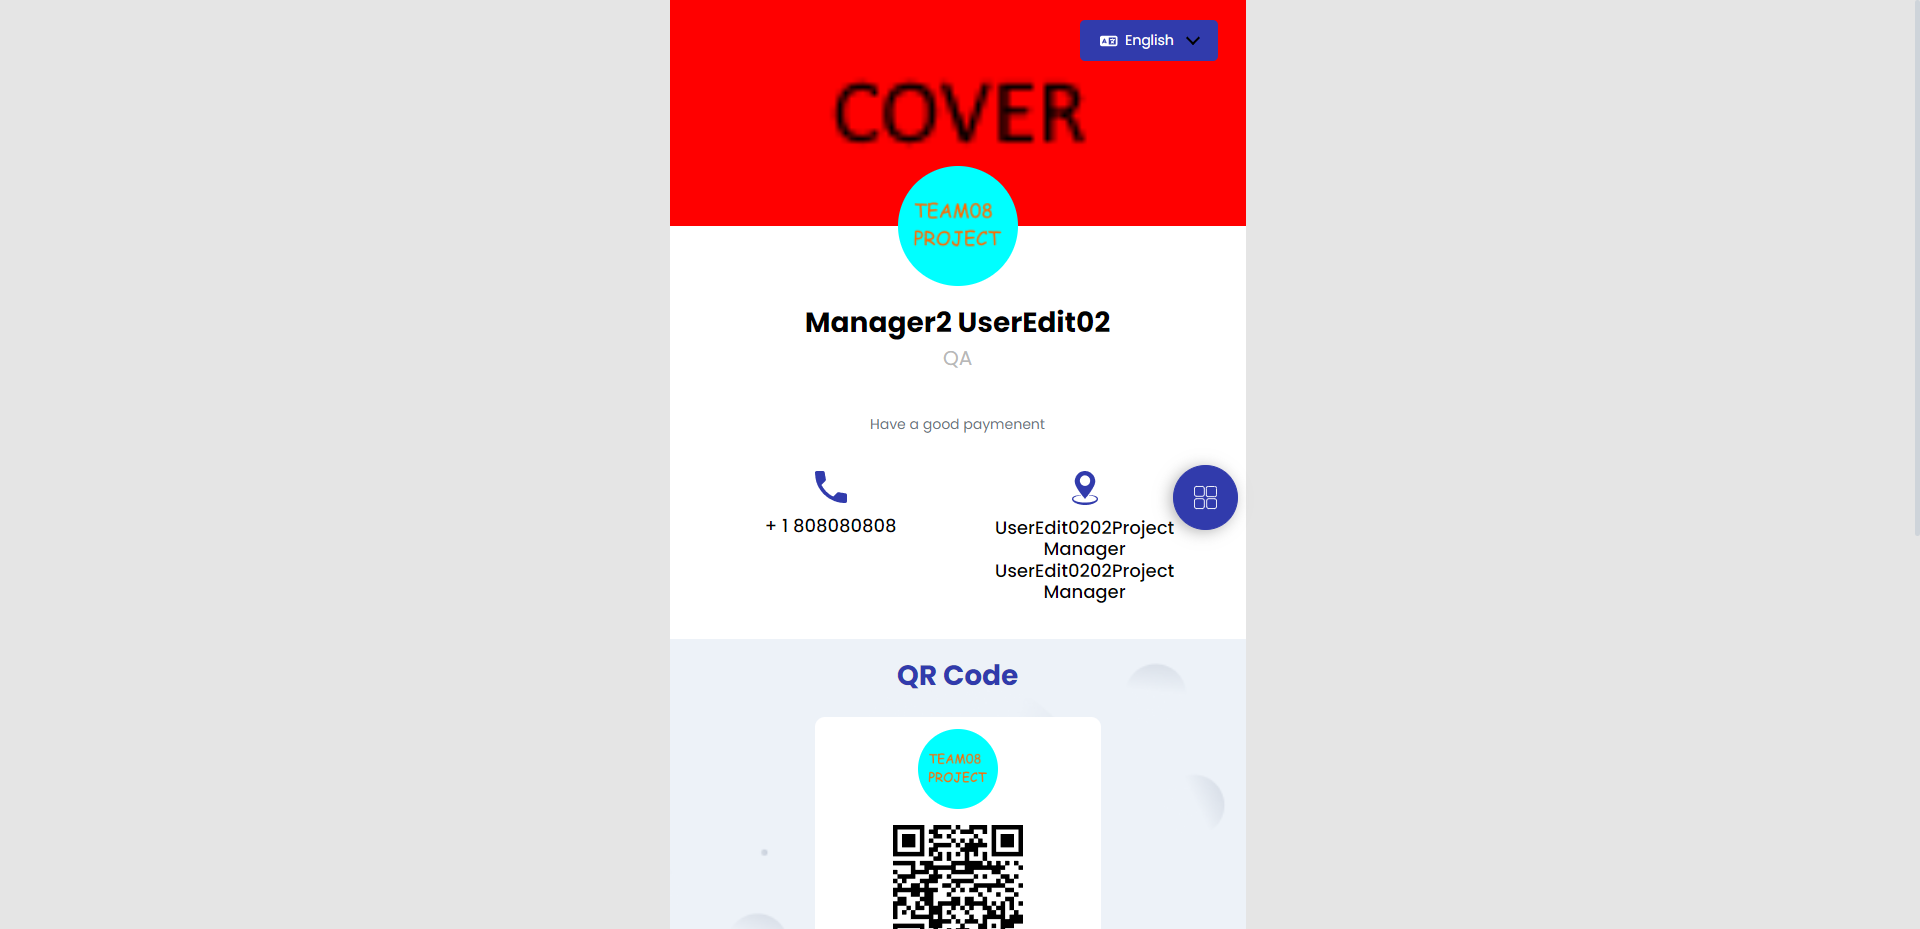 English
COVER
TEAM08
PROJECT
Manager2 UserEdit02
QA
Have a good paymenent
+ 1 808080808
UserEdit0202Project
Manager
UserEdit0202Project
Manager
QR Code
TEAM08
PROJECT